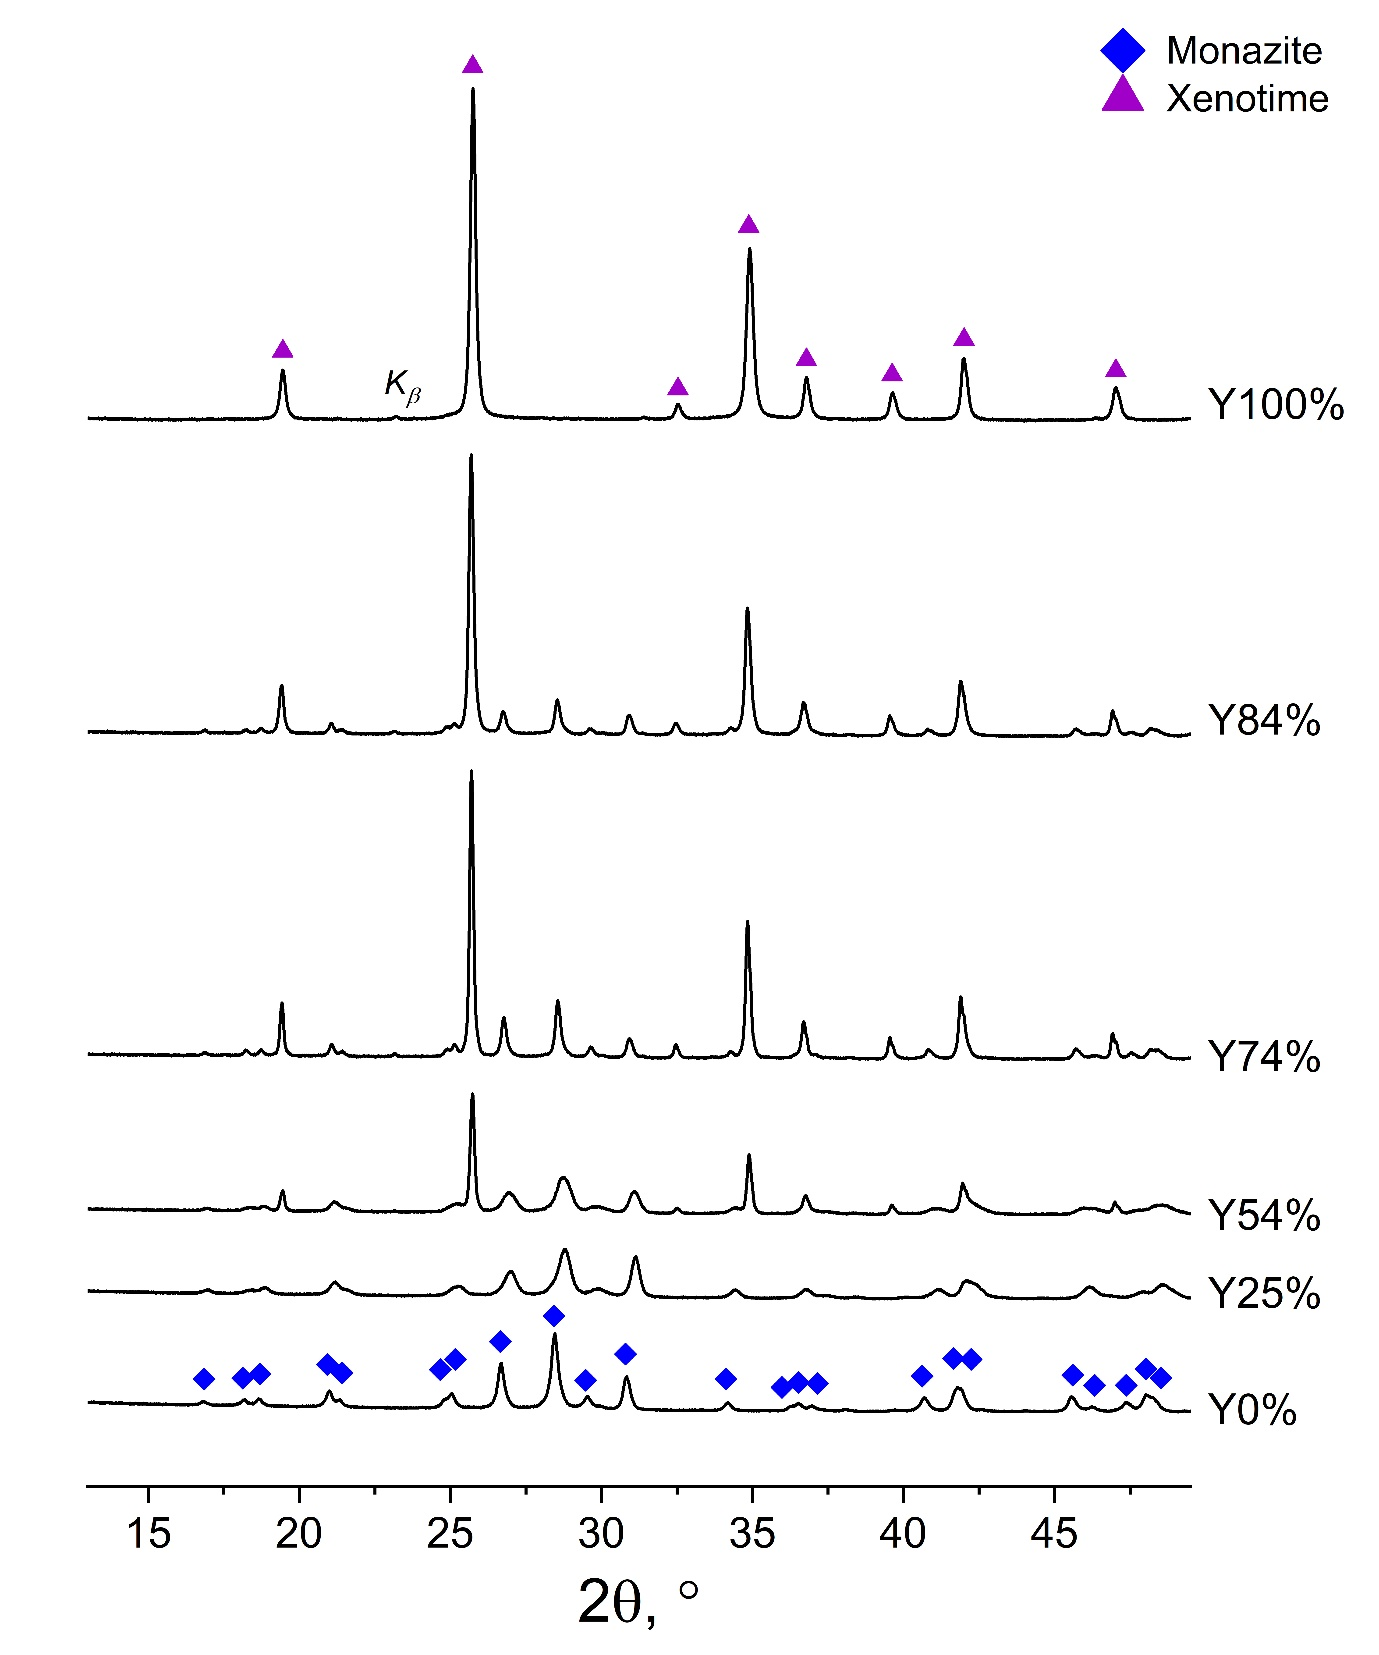 Monazite
Xenotime
Kβ
Y100%
Y84%
Y74%
Y54%
Y25%
Y0%
15 20 25 30 35 40 45
2θ, °